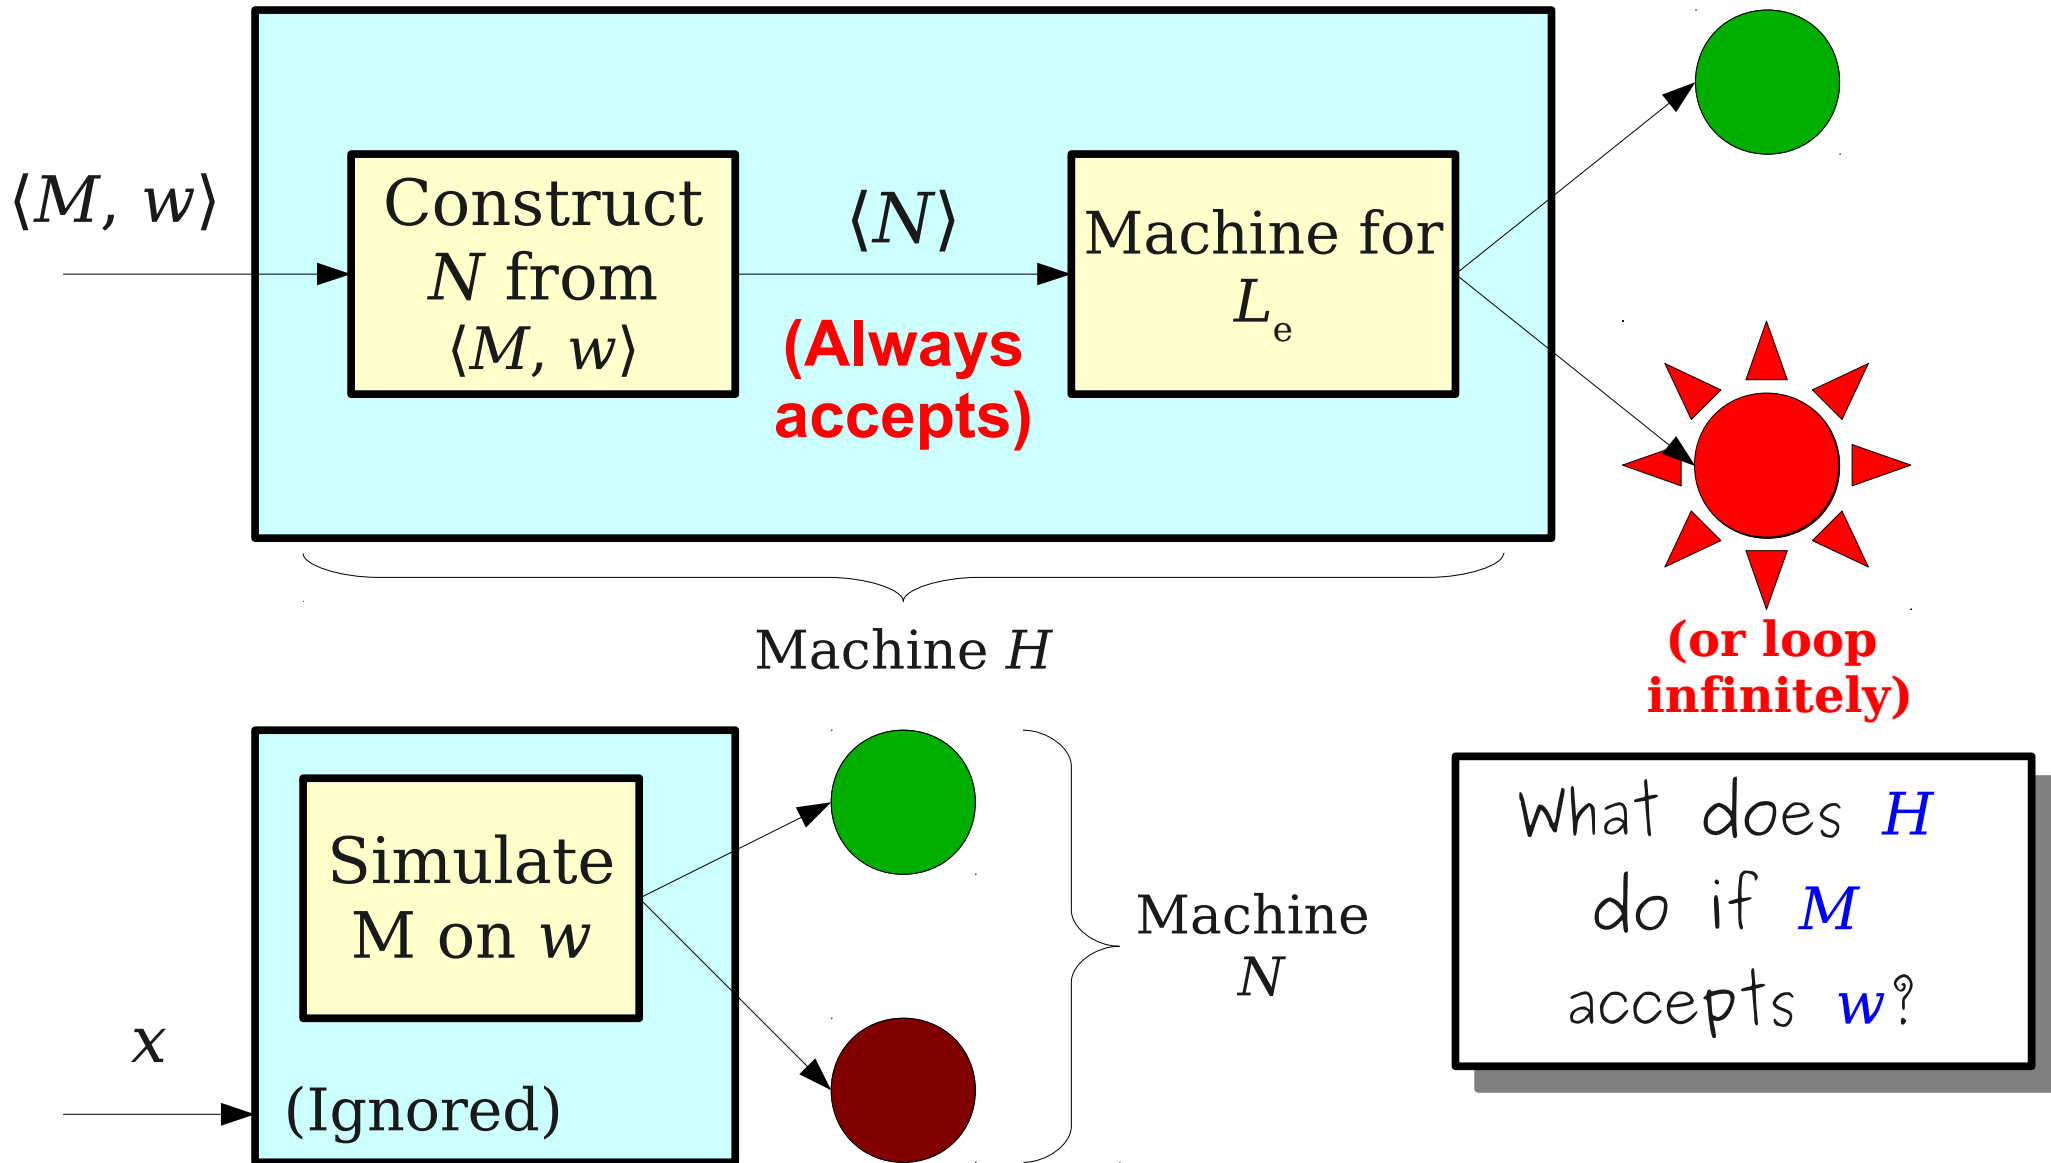 ⟨M, w⟩
Construct
N from
⟨M, w⟩
⟨N⟩
(Always
accepts)
Machine for
Lₑ
(or loop
infinitely)
Machine H
Simulate
M on w
x
(Ignored)
Machine
N
What does H
do if M
accepts w?